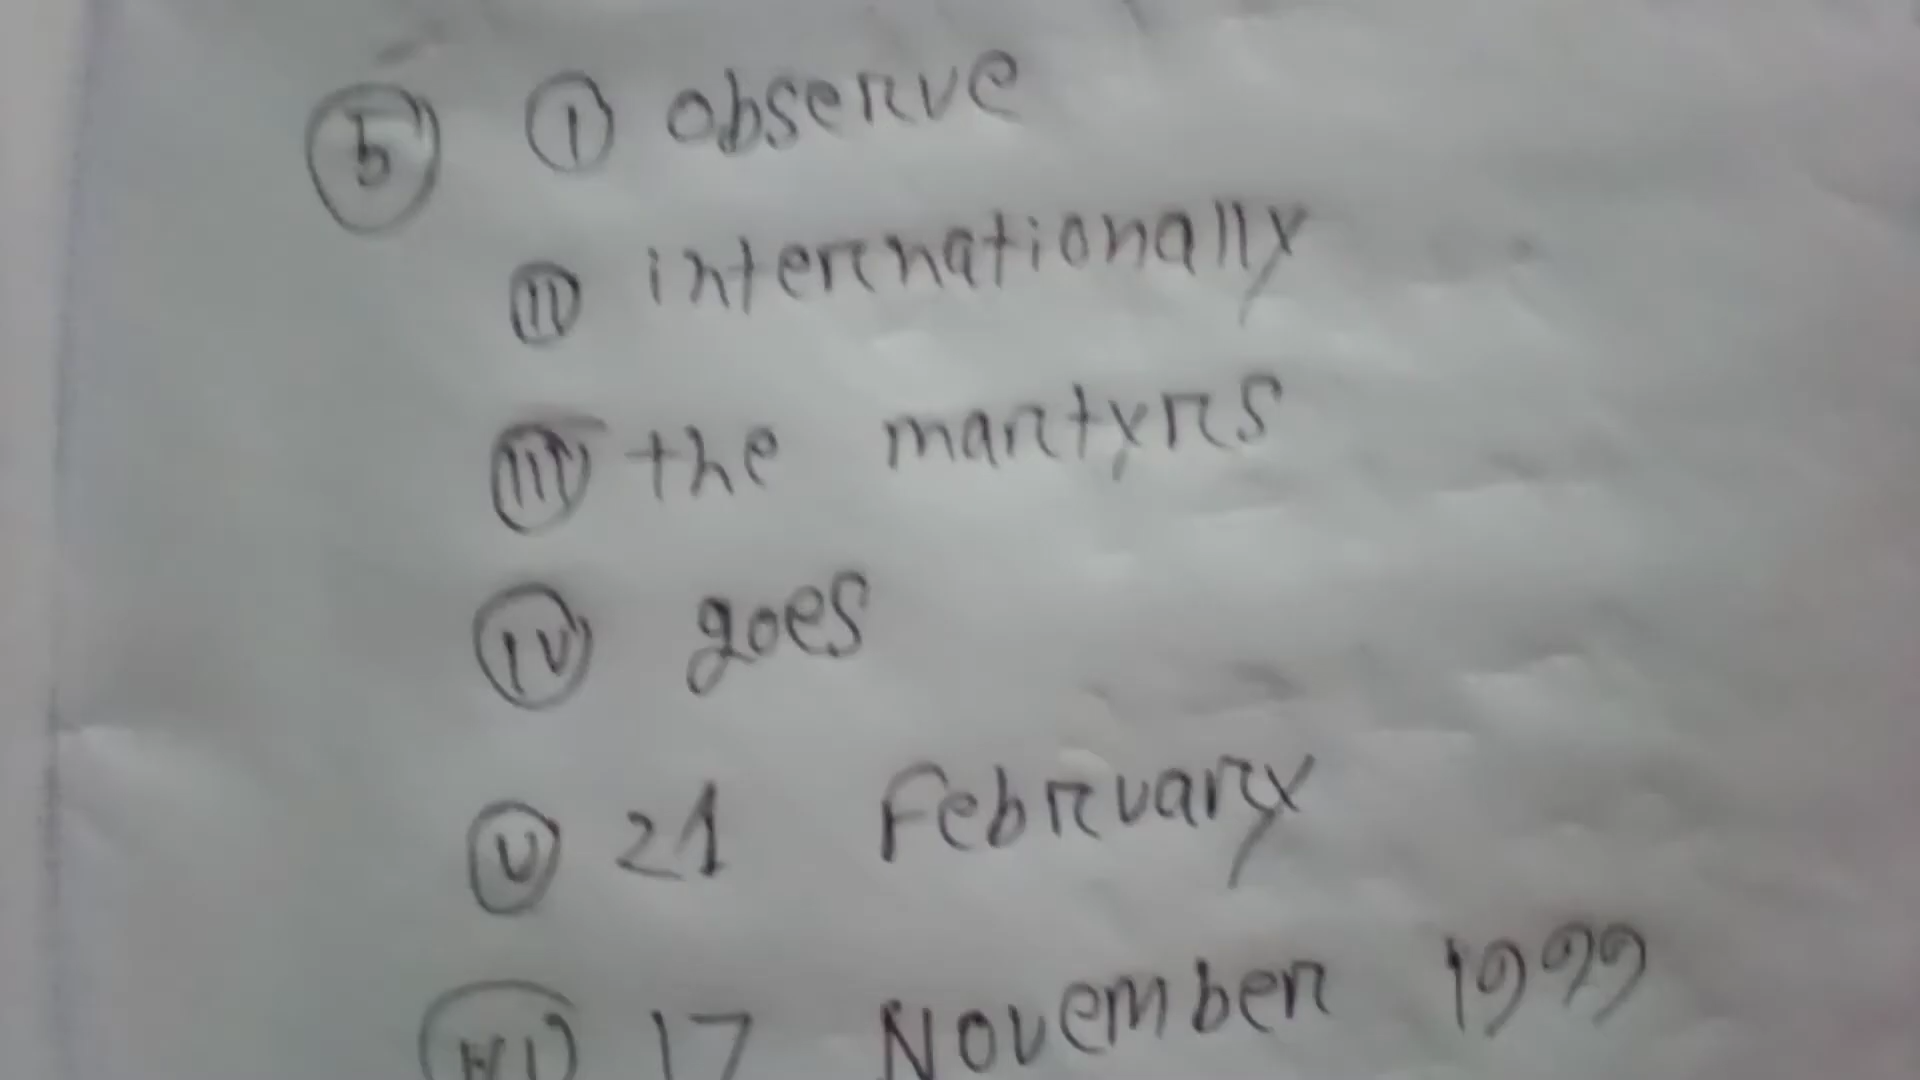 5 i observe
ii internationally
iii the martyrs
iv goes
v 21 February
vi 17 November 1999